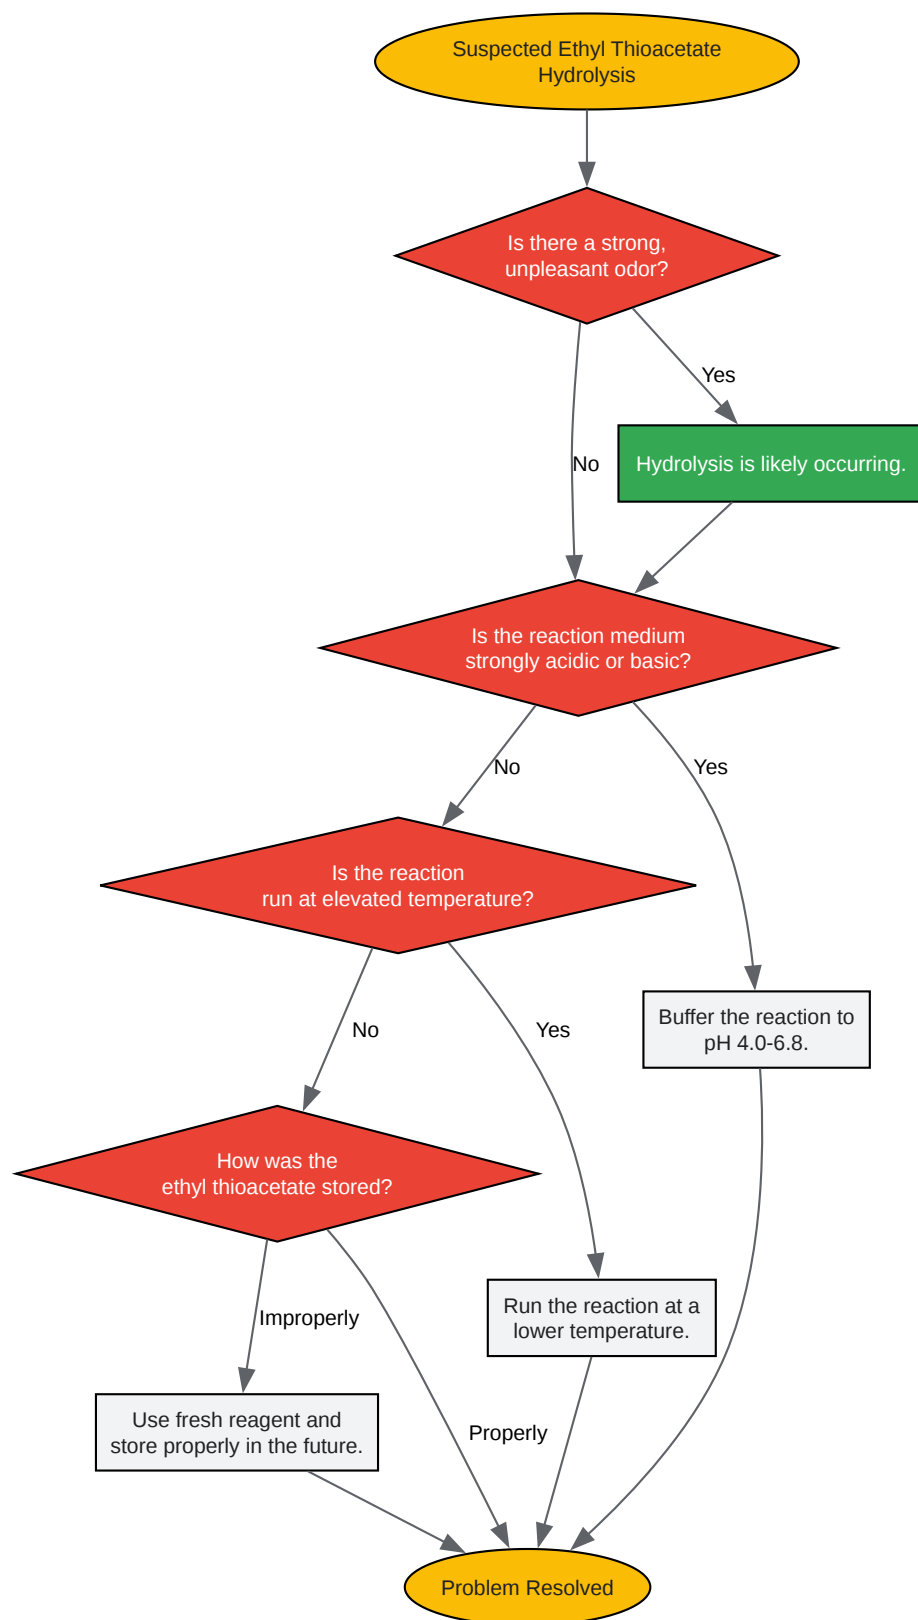 Suspected Ethyl Thioacetate
Hydrolysis
Is there a strong,
unpleasant odor?
Yes
No
Hydrolysis is likely occurring.
Is the reaction medium
strongly acidic or basic?
No
Yes
Is the reaction
run at elevated temperature?
No
Yes
Buffer the reaction to
pH 4.0-6.8.
How was the
ethyl thioacetate stored?
Improperly
Run the reaction at a
lower temperature.
Use fresh reagent and
store properly in the future.
Properly
Problem Resolved